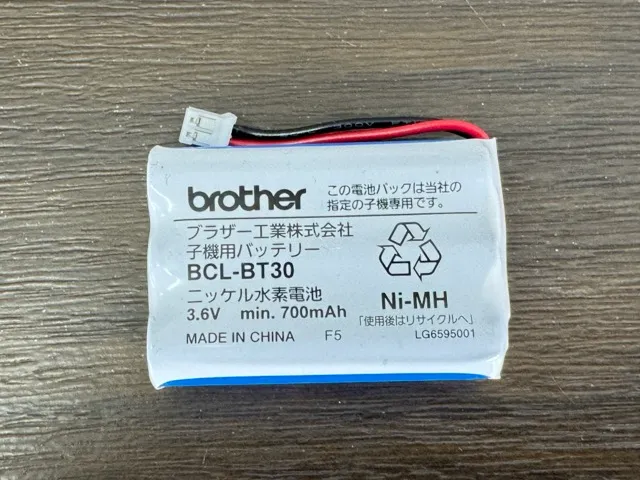 brother
この電池パックは当社の
指定の子機専用です。
ブラザー工業株式会社
子機用バッテリー
BCL-BT30
ニッケル水素電池
3.6V min. 700mAh
MADE IN CHINA F5
Ni-MH
「使用後はリサイクルへ」
LG6595001